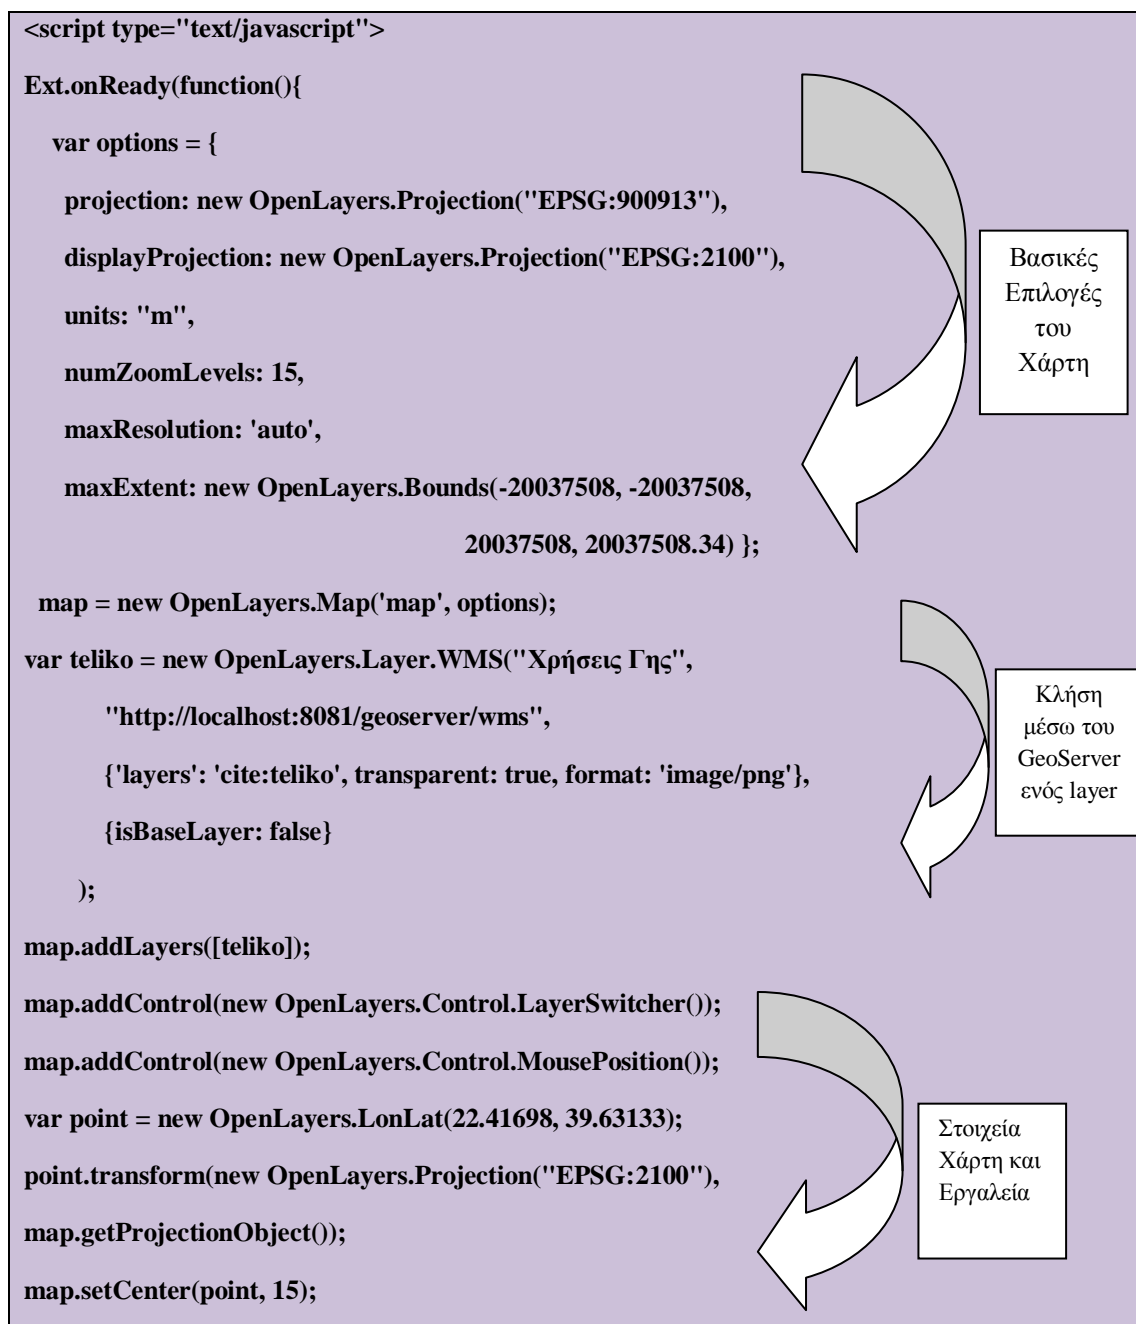 <script type="text/javascript">
Ext.onReady(function(){
var options = {
projection: new OpenLayers.Projection("EPSG:900913"),
displayProjection: new OpenLayers.Projection("EPSG:2100"),
units: "m",
numZoomLevels: 15,
maxResolution: 'auto',
maxExtent: new OpenLayers.Bounds(-20037508, -20037508,
20037508, 20037508.34) };
Βασικές
Επιλογές
του
Χάρτη
map = new OpenLayers.Map('map', options);
var teliko = new OpenLayers.Layer.WMS("Χρήσεις Γης",
"http://localhost:8081/geoserver/wms",
{'layers': 'cite:teliko', transparent: true, format: 'image/png'},
{isBaseLayer: false}
);
Κλήση
μέσω του
GeoServer
ενός layer
map.addLayers([teliko]);
map.addControl(new OpenLayers.Control.LayerSwitcher());
map.addControl(new OpenLayers.Control.MousePosition());
var point = new OpenLayers.LonLat(22.41698, 39.63133);
point.transform(new OpenLayers.Projection("EPSG:2100"),
map.getProjectionObject());
map.setCenter(point, 15);
Στοιχεία
Χάρτη και
Εργαλεία